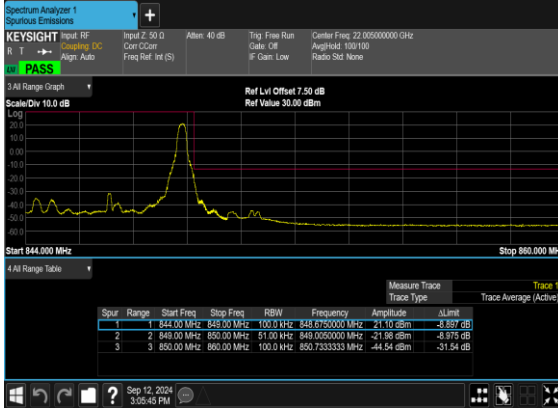 Spectrum Analyzer 1
Spurious Emissions
+
KEYSIGHT Input: RF Input Z: 50 Ω Atten: 40 dB Trig: Free Run Center Freq: 22.005000000 GHz
R T Coupling: DC Corr CCorr Gate: Off Avg|Hold: 100/100
Align: Auto Freq Ref: Int (S) IF Gain: Low Radio Std: None
PASS
3 All Range Graph
Ref Lvl Offset 7.50 dB
Scale/Div 10.0 dB Ref Value 30.00 dBm
Log
20.0
10.0
0.00
-10.0
-20.0
-30.0
-40.0
-50.0
-60.0
Start 844.000 MHz Stop 860.000 MH
4 All Range Table
Measure Trace Trace 1
Trace Type Trace Average (Active)
Spur Range Start Freq Stop Freq RBW Frequency Amplitude ΔLimit
1 1 844.00 MHz 849.00 MHz 100.0 kHz 848.6750000 MHz 21.10 dBm -8.897 dB
2 2 849.00 MHz 850.00 MHz 51.00 kHz 849.0050000 MHz -21.98 dBm -8.975 dB
3 3 850.00 MHz 860.00 MHz 100.0 kHz 850.7333333 MHz -44.54 dBm -31.54 dB
?
Sep 12, 2024
3:05:45 PM